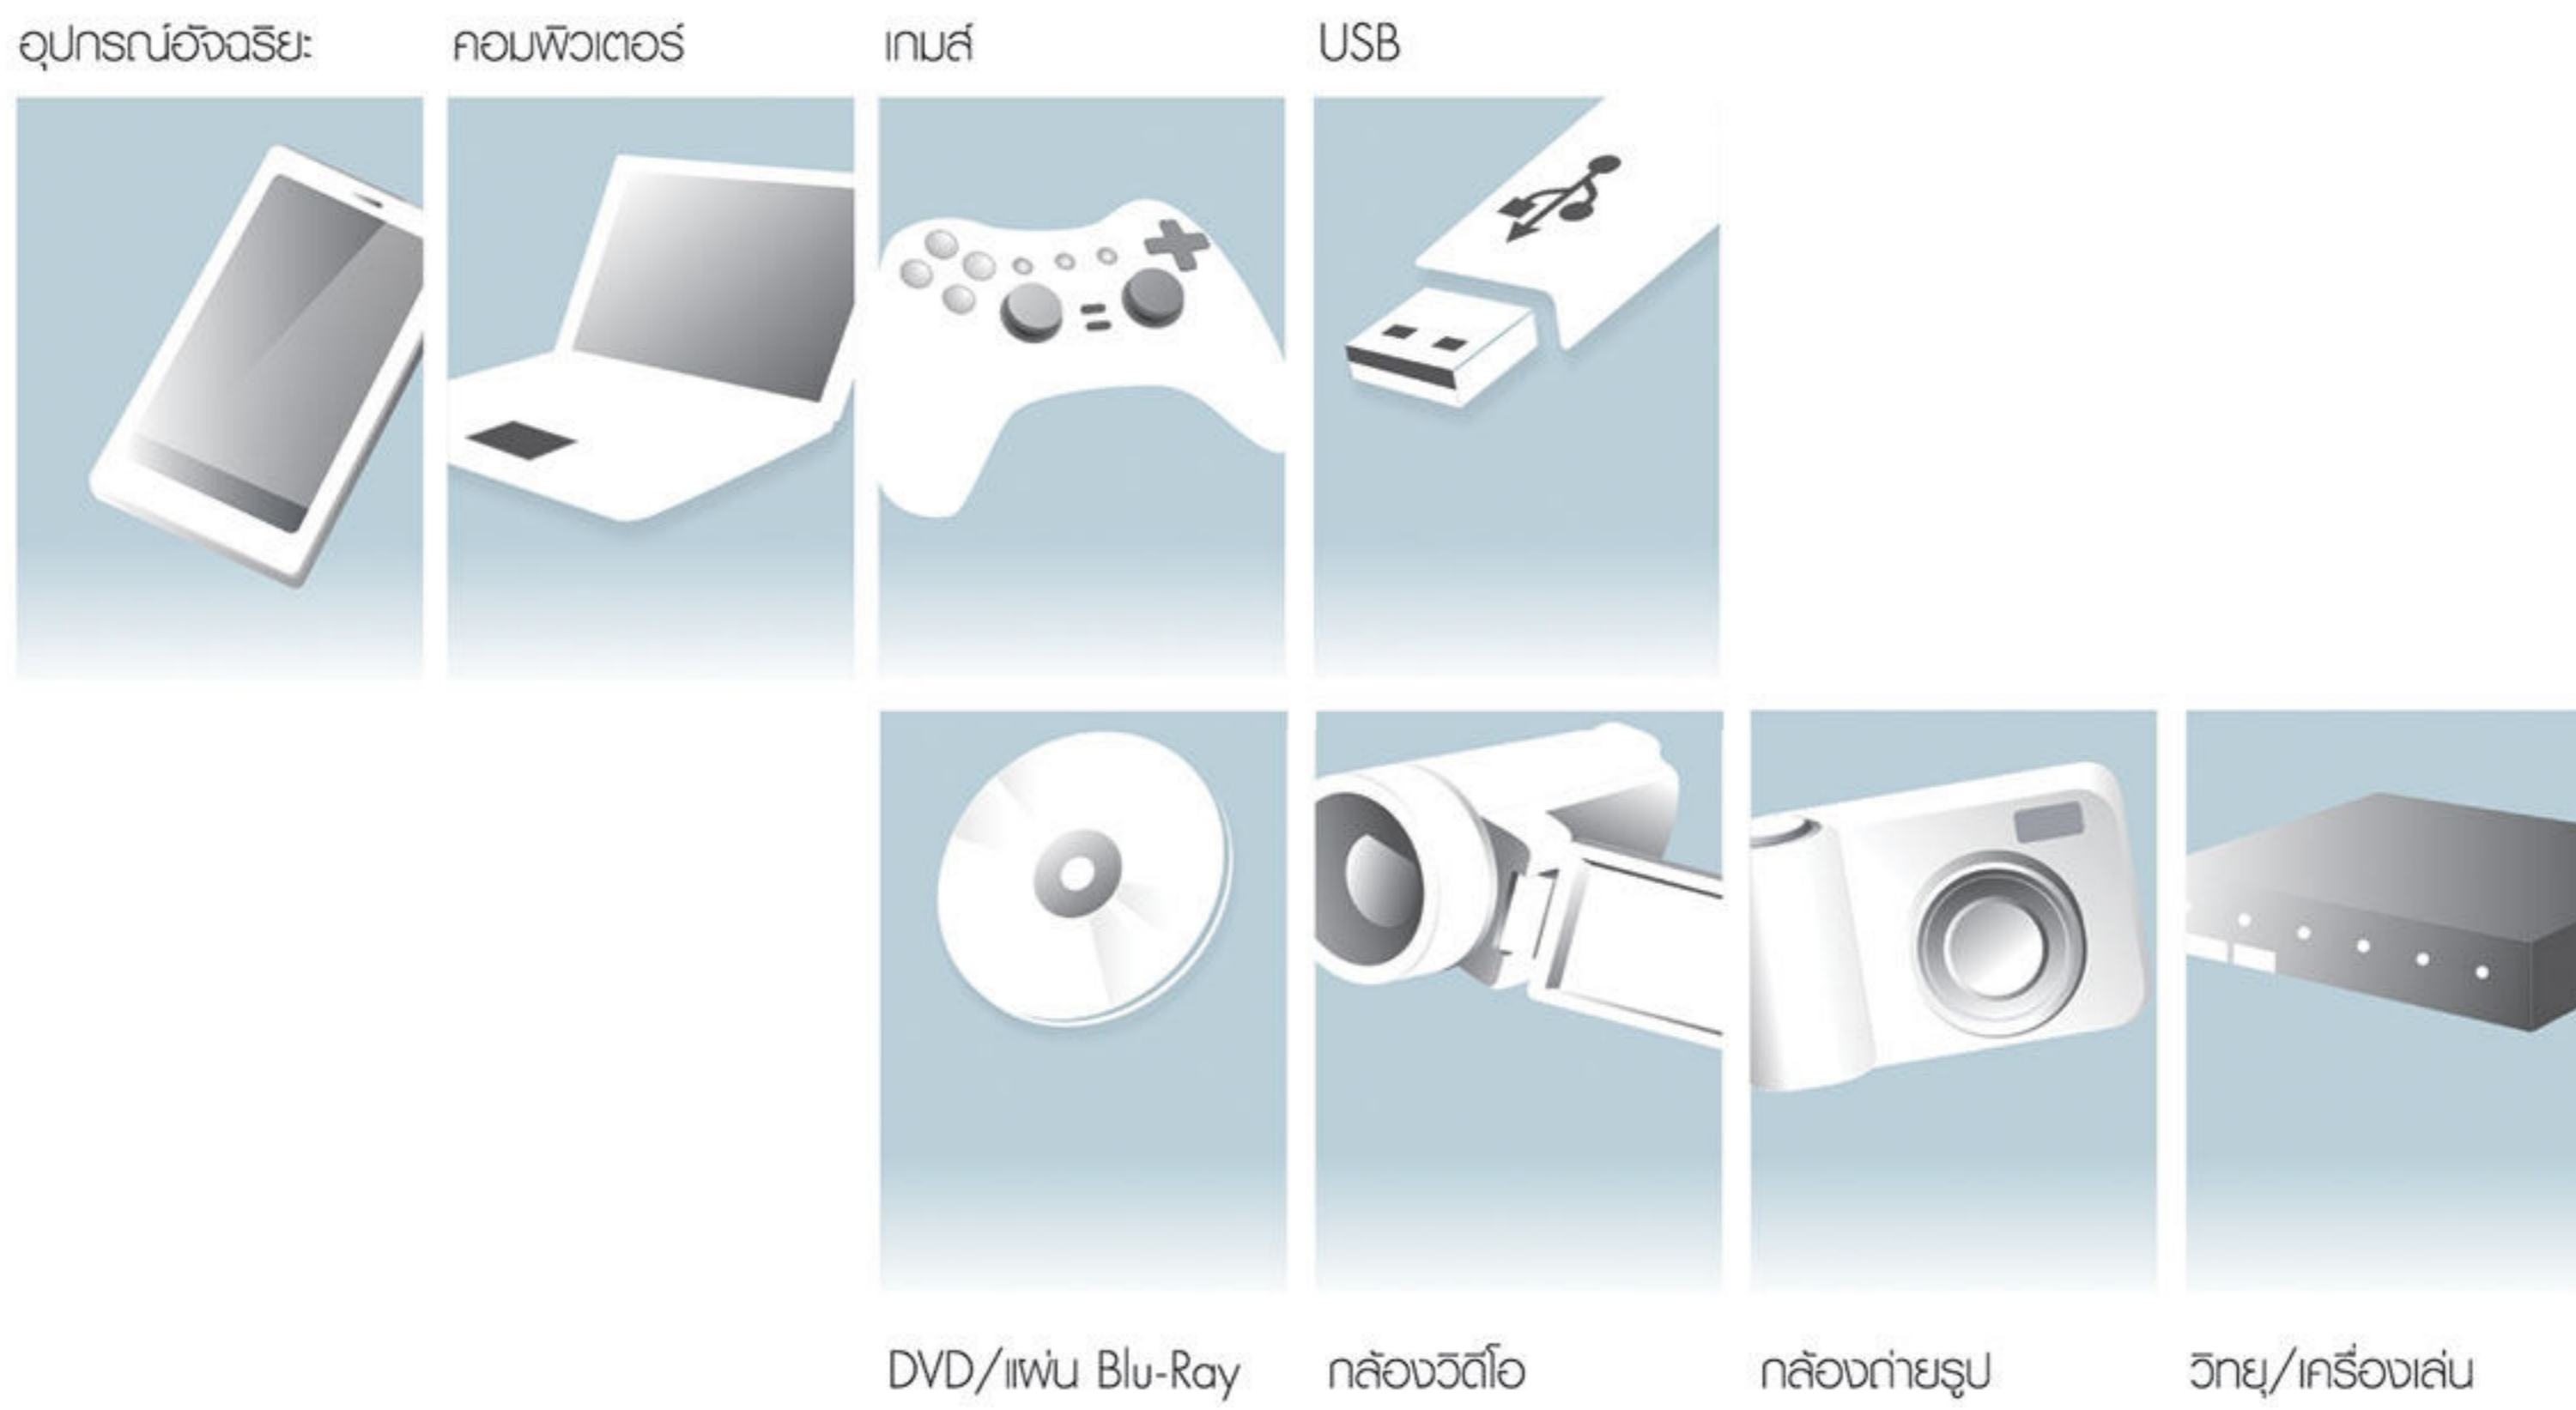 อุปกรณ์อัจฉริยะ
คอมพิวเตอร์
เกมส์
USB
DVD/แผ่น Blu-Ray
กล้องวิดีโอ
กล้องถ่ายรูป
วิทยุ/เครื่องเล่น